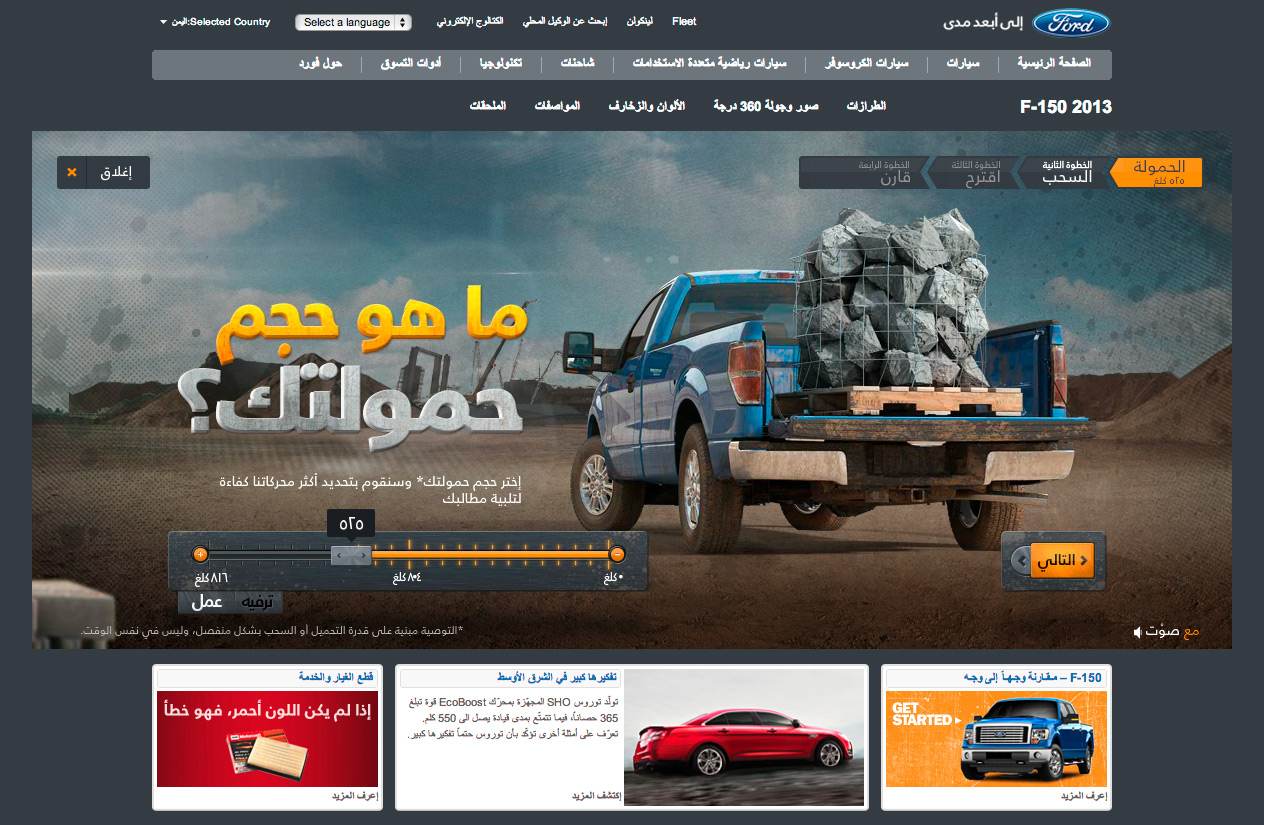 Ford إلى أبعد مدى
Fleet لينكولن إبحث عن الوكيل المحلي الكتالوج الإلكتروني Select a language اليمن:Selected Country
الصفحة الرئيسية سيارات سيارات الكروسوفر سيارات رياضية متعددة الاستخدامات شاحنات تكنولوجيا أدوات التسوق حول فورد
F-150 2013
الطرازات صور وجولة 360 درجة الألوان والزخارف المواصفات الملحقات
الحمولة
٥٢٥ كلغ
الخطوة الثانية
السحب
الخطوة الثالثة
اقترح
الخطوة الرابعة
قارن
إغلاق
ما هو حجم
حمولتك؟
إختر حجم حمولتك* وسنقوم بتحديد أكثر محركاتنا كفاءة
لتلبية مطالبك
٥٢٥
٠كلغ ٨٠٤كلغ ٨١٦كلغ
ترفيه عمل
التالي
*التوصية مبنية على قدرة التحميل أو السحب بشكل منفصل، وليس في نفس الوقت.
مع صوْت
F-150 – مقارنة وجهاً إلى وجه
GET
STARTED
إعرف المزيد
تفكيرها كبير في الشرق الأوسط
تولّد توروس SHO المجهّزة بمحرّك EcoBoost قوة تبلغ
365 حصاناً، فيما تتمتّع بمدى قيادة يصل الى 550 كلم.
تعرّف على أمثلة أخرى تؤكّد بأن توروس حتماً تفكيرها كبير.
إكتشف المزيد
قطع الغيار والخدمة
إذا لم يكن اللون أحمر، فهو خطأ
إعرف المزيد